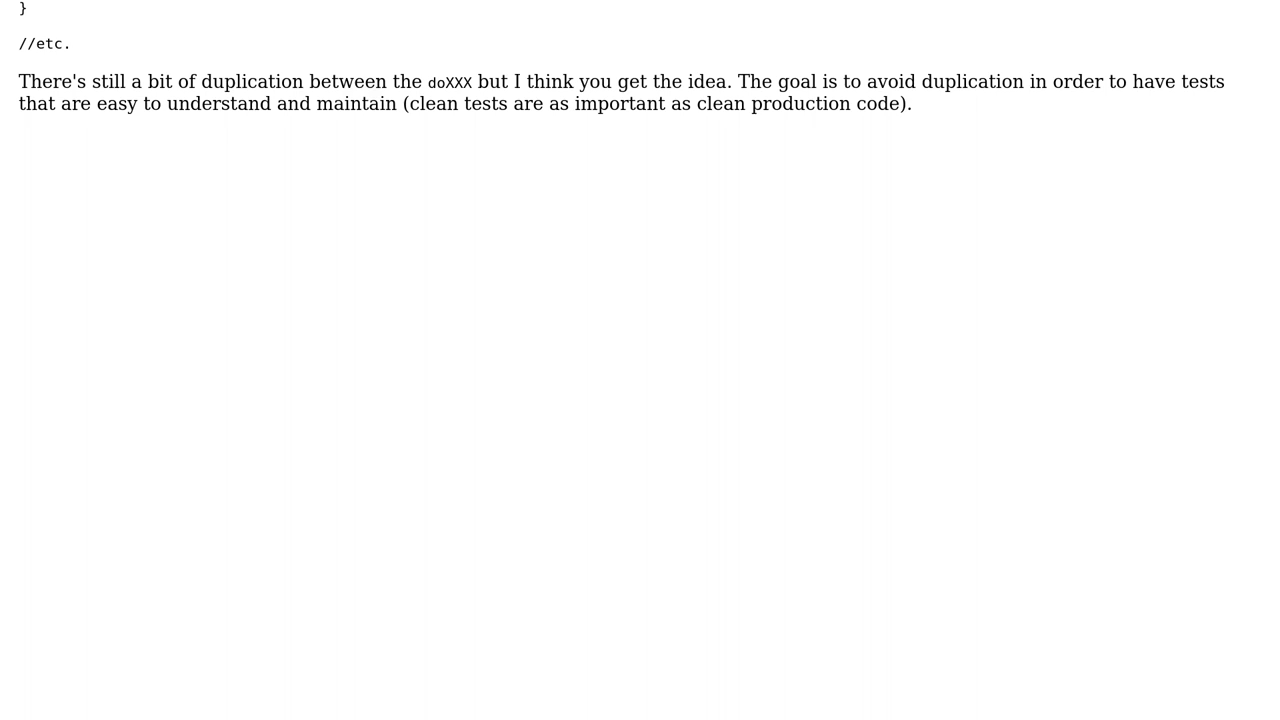 }
//etc.
There's still a bit of duplication between the doXXX but I think you get the idea. The goal is to avoid duplication in order to have tests
that are easy to understand and maintain (clean tests are as important as clean production code).